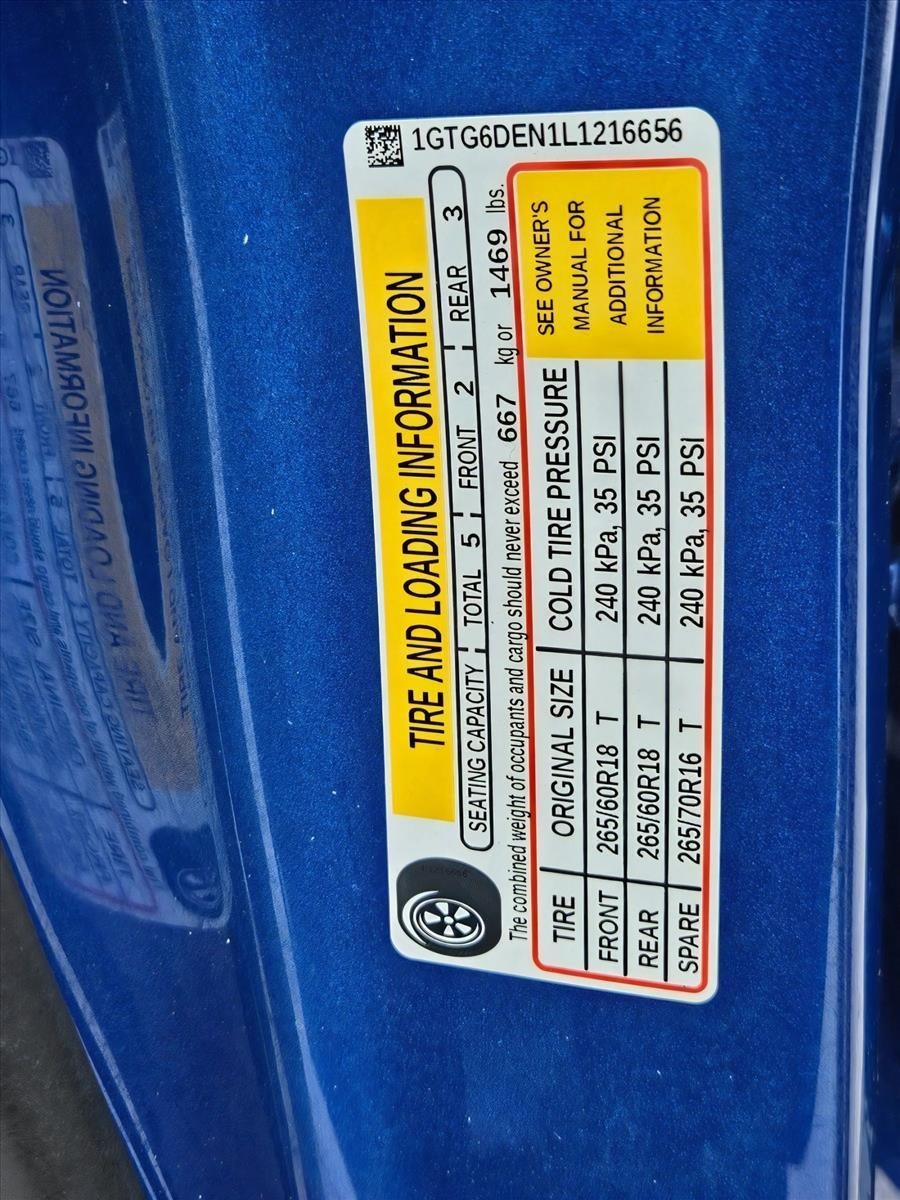 1GTG6DEN1L1216656
TIRE AND LOADING INFORMATION
SEATING CAPACITY TOTAL 5 FRONT 2 REAR 3
The combined weight of occupants and cargo should never exceed 667 kg or 1469 lbs.
TIRE ORIGINAL SIZE COLD TIRE PRESSURE
FRONT 265/60R18 T 240 kPa, 35 PSI
REAR 265/60R18 T 240 kPa, 35 PSI
SPARE 265/70R16 T 240 kPa, 35 PSI
SEE OWNER'S
MANUAL FOR
ADDITIONAL
INFORMATION